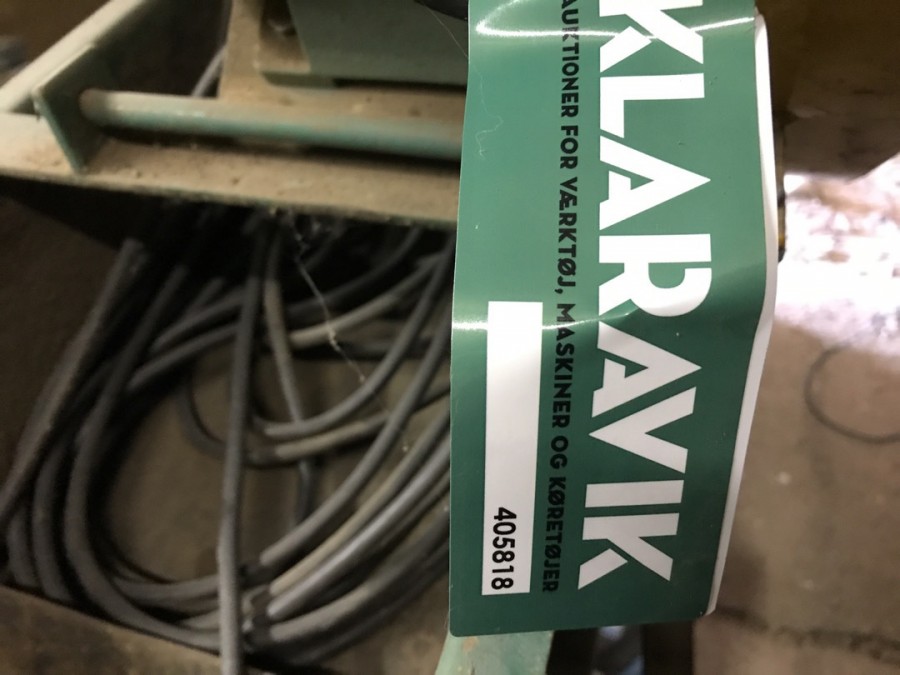 KLARAVIK
AUKTIONER FOR VÆRKTØJ, MASKINER OG KØRETØJER
405818